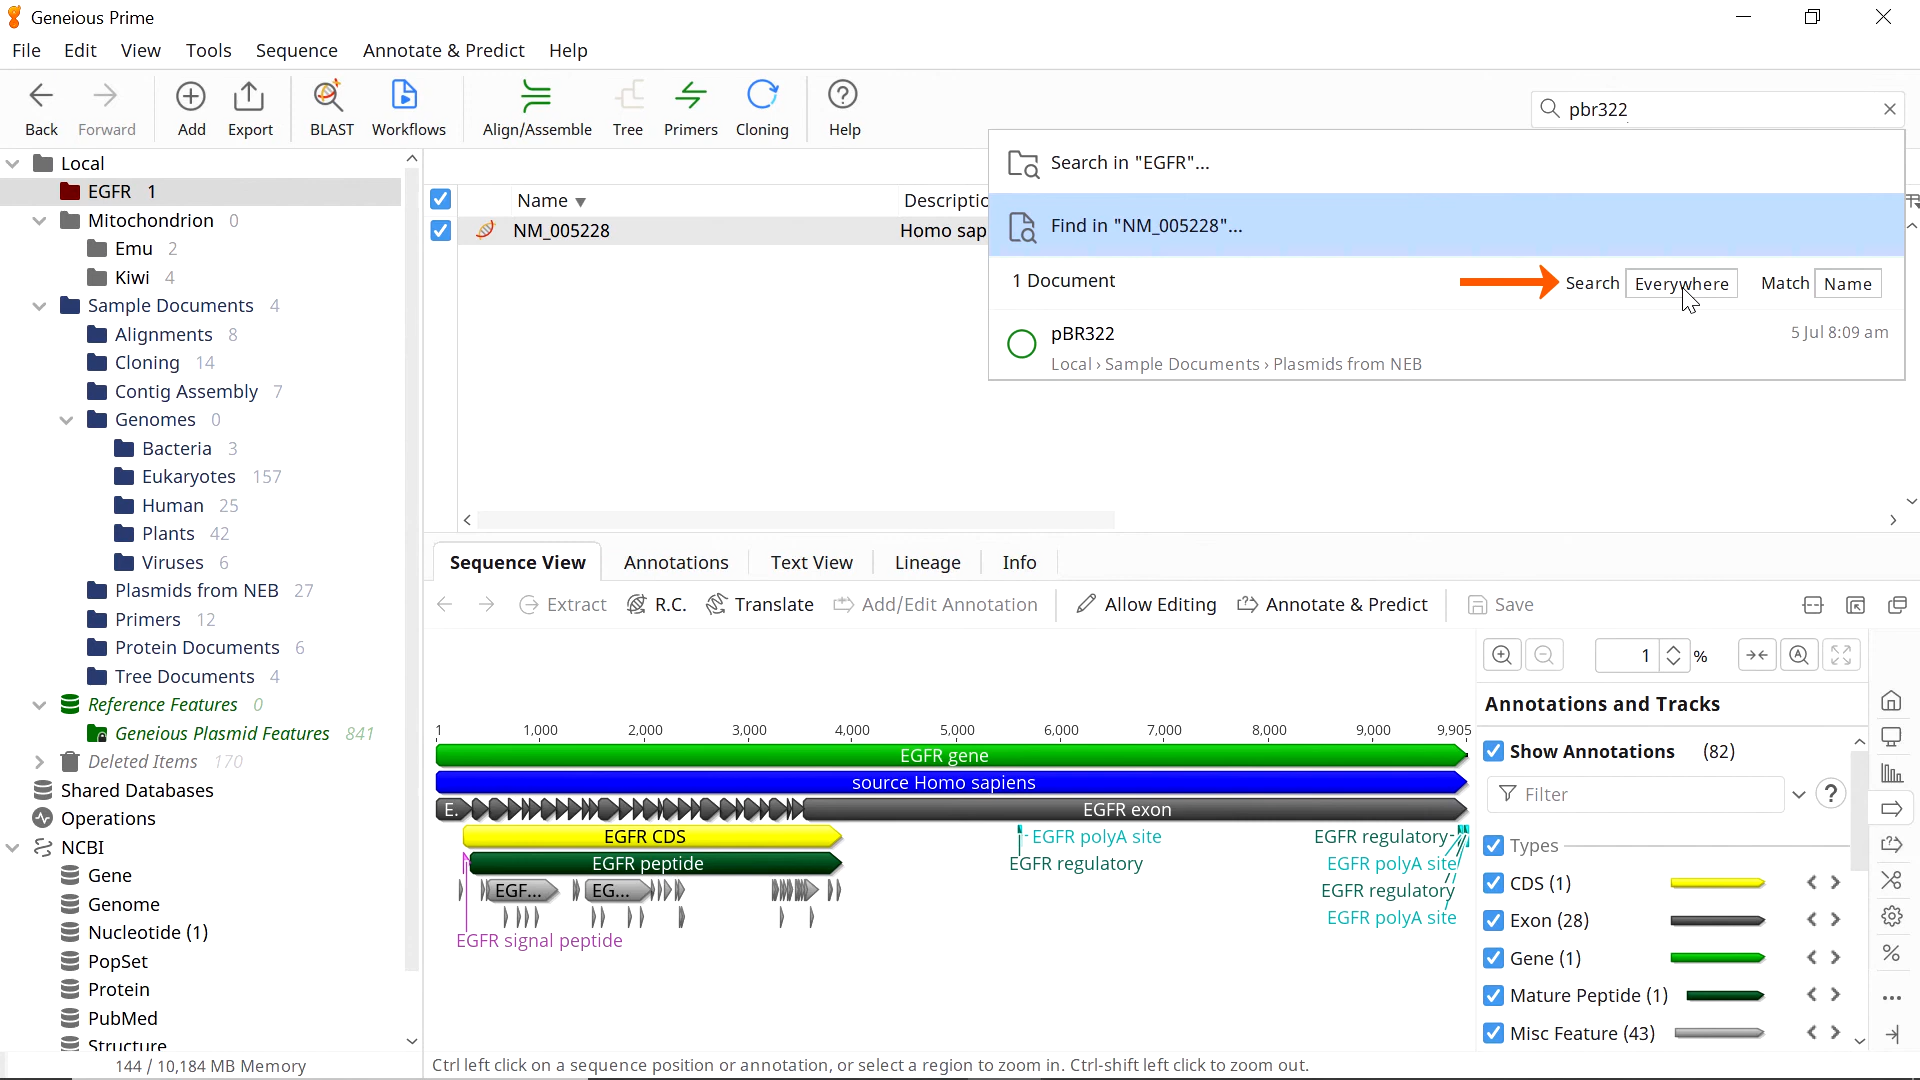 Geneious Prime
File Edit View Tools Sequence Annotate & Predict Help
Back Forward Add Export BLAST Workflows Align/Assemble Tree Primers Cloning Help
pbr322
Search in "EGFR"...
Find in "NM_005228"...
1 Document Search Everywhere Match Name
pBR322 5 Jul 8:09 am
Local › Sample Documents › Plasmids from NEB
Name Descriptio
NM_005228 Homo sap
Local
EGFR 1
Mitochondrion 0
Emu 2
Kiwi 4
Sample Documents 4
Alignments 8
Cloning 14
Contig Assembly 7
Genomes 0
Bacteria 3
Eukaryotes 157
Human 25
Plants 42
Viruses 6
Plasmids from NEB 27
Primers 12
Protein Documents 6
Tree Documents 4
Reference Features 0
Geneious Plasmid Features 841
Deleted Items 170
Shared Databases
Operations
NCBI
Gene
Genome
Nucleotide (1)
PopSet
Protein
PubMed
Structure
144 / 10,184 MB Memory
Sequence View Annotations Text View Lineage Info
Extract R.C. Translate Add/Edit Annotation Allow Editing Annotate & Predict Save
1 %
1 1,000 2,000 3,000 4,000 5,000 6,000 7,000 8,000 9,000 9,905
EGFR gene
source Homo sapiens
E. EGFR exon
EGFR CDS EGFR polyA site EGFR regulatory
EGFR peptide EGFR regulatory EGFR polyA site
EGF... EG... EGFR regulatory
EGFR polyA site
EGFR signal peptide
Annotations and Tracks
Show Annotations (82)
Filter ?
Types
CDS (1)
Exon (28)
Gene (1)
Mature Peptide (1)
Misc Feature (43)
Ctrl left click on a sequence position or annotation, or select a region to zoom in. Ctrl-shift left click to zoom out.